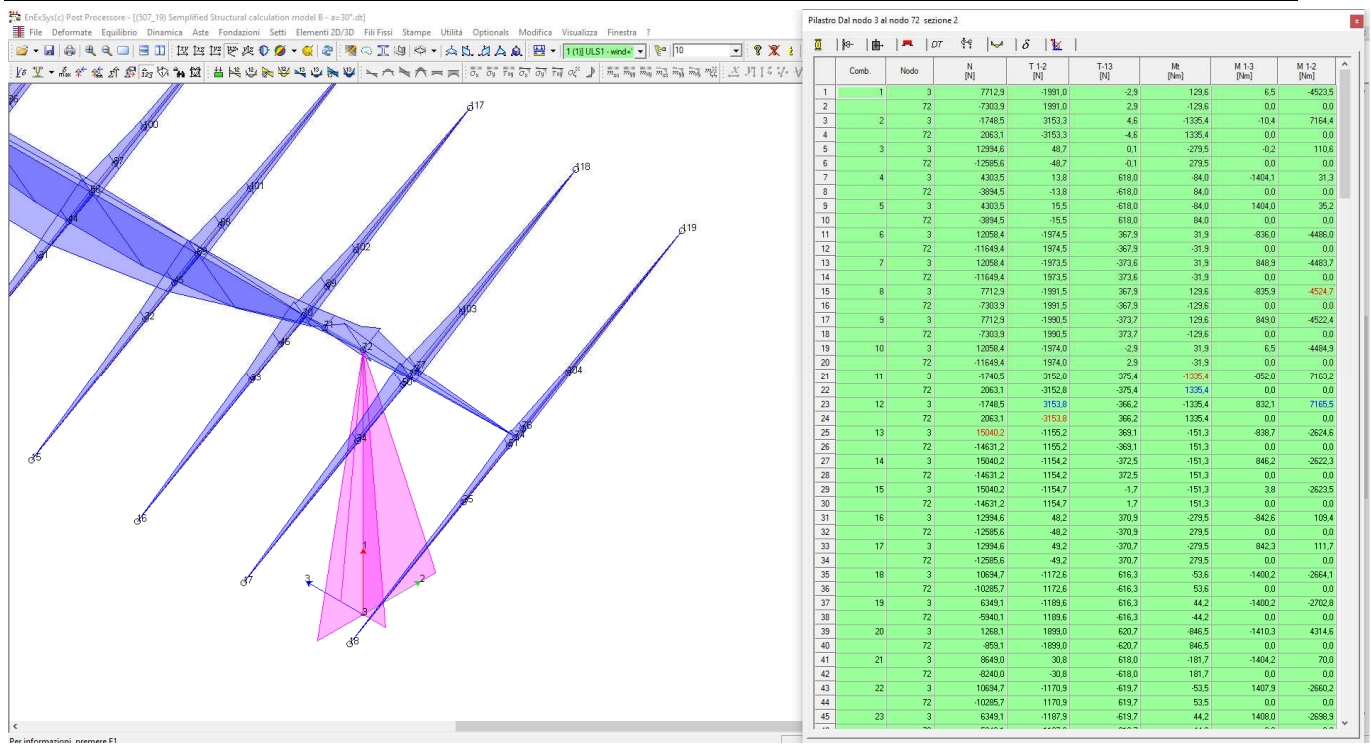 EnExSys(c) Post Processore - [(507_19) Semplified Structural calculation model B - a=30°.dt]
File Deformate Equilibrio Dinamica Aste Fondazioni Setti Elementi 2D/3D Fili Fissi Stampe Utilità Optionals Modifica Visualizza Finestra ?
1 (1)| ULS1 - wind+
10
117
100
118
97
101
119
98
102
44
31
45
99
103
32
71
72
46
104
33
50
34
51
15
35
16
1
17
3
2
3
18
Per informazioni, premere F1
Pilastro Dal nodo 3 al nodo 72 sezione 2
DT δ
Comb. Nodo N [N] T 1-2 [N] T-13 [N] Mt [Nm] M 1-3 [Nm] M 1-2 [Nm]
1 1 3 7712,9 -1991,0 -2,9 129,6 6,5 -4523,5
2 72 -7303,9 1991,0 2,9 -129,6 0,0 0,0
3 2 3 -1748,5 3153,3 4,6 -1335,4 -10,4 7164,4
4 72 2063,1 -3153,3 -4,6 1335,4 0,0 0,0
5 3 3 12994,6 48,7 0,1 -279,5 -0,2 110,6
6 72 -12585,6 -48,7 -0,1 279,5 0,0 0,0
7 4 3 4303,5 13,8 618,0 -84,0 -1404,1 31,3
8 72 -3894,5 -13,8 -618,0 84,0 0,0 0,0
9 5 3 4303,5 15,5 -618,0 -84,0 1404,0 35,2
10 72 -3894,5 -15,5 618,0 84,0 0,0 0,0
11 6 3 12058,4 -1974,5 367,9 31,9 -836,0 -4486,0
12 72 -11649,4 1974,5 -367,9 -31,9 0,0 0,0
13 7 3 12058,4 -1973,5 -373,6 31,9 848,9 -4483,7
14 72 -11649,4 1973,5 373,6 -31,9 0,0 0,0
15 8 3 7712,9 -1991,5 367,9 129,6 -835,9 -4524,7
16 72 -7303,9 1991,5 -367,9 -129,6 0,0 0,0
17 9 3 7712,9 -1990,5 -373,7 129,6 849,0 -4522,4
18 72 -7303,9 1990,5 373,7 -129,6 0,0 0,0
19 10 3 12058,4 -1974,0 -2,9 31,9 6,5 -4484,9
20 72 -11649,4 1974,0 2,9 -31,9 0,0 0,0
21 11 3 -1748,5 3152,8 375,4 -1335,4 -852,8 7163,2
22 72 2063,1 -3152,8 -375,4 1335,4 0,0 0,0
23 12 3 -1748,5 3153,8 -366,2 -1335,4 832,1 7165,5
24 72 2063,1 -3153,8 366,2 1335,4 0,0 0,0
25 13 3 15040,2 -1155,2 369,1 -151,3 -838,7 -2624,6
26 72 -14631,2 1155,2 -369,1 151,3 0,0 0,0
27 14 3 15040,2 -1154,2 -372,5 -151,3 846,2 -2622,3
28 72 -14631,2 1154,2 372,5 151,3 0,0 0,0
29 15 3 15040,2 -1154,7 -1,7 -151,3 3,8 -2623,5
30 72 -14631,2 1154,7 1,7 151,3 0,0 0,0
31 16 3 12994,6 48,2 370,9 -279,5 -842,6 109,4
32 72 -12585,6 -48,2 -370,9 279,5 0,0 0,0
33 17 3 12994,6 49,2 -370,7 -279,5 842,3 111,7
34 72 -12585,6 -49,2 370,7 279,5 0,0 0,0
35 18 3 10694,7 -1172,6 616,3 -53,6 -1400,2 -2664,1
36 72 -10285,7 1172,6 -616,3 53,6 0,0 0,0
37 19 3 6349,1 -1189,6 616,3 44,2 -1400,2 -2702,8
38 72 -5940,1 1189,6 -616,3 -44,2 0,0 0,0
39 20 3 1268,1 1899,0 620,7 -846,5 -1410,3 4314,6
40 72 -859,1 -1899,0 -620,7 846,5 0,0 0,0
41 21 3 8649,0 30,8 618,0 -181,7 -1404,2 70,0
42 72 -8240,0 -30,8 -618,0 181,7 0,0 0,0
43 22 3 10694,7 -1170,9 -619,7 -53,5 1407,9 -2660,2
44 72 -10285,7 1170,9 619,7 53,5 0,0 0,0
45 23 3 6349,1 -1187,9 -619,7 44,2 1408,0 -2698,9